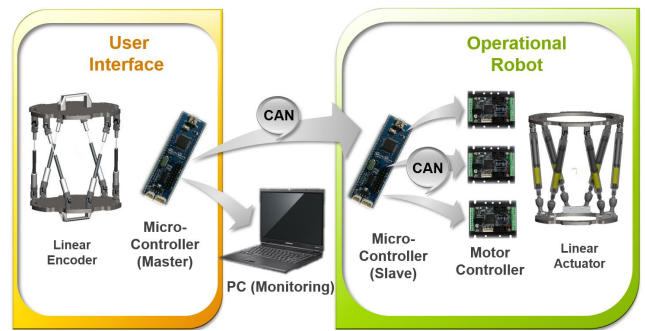 User
Interface
Operational
Robot
CAN
CAN
Linear
Encoder
Micro-
Controller
(Master)
PC (Monitoring)
Micro-
Controller
(Slave)
Motor
Controller
Linear
Actuator